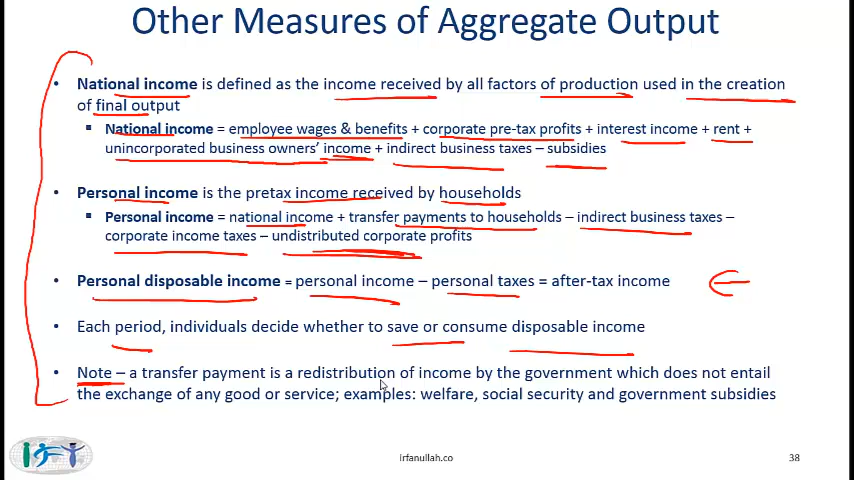 Other Measures of Aggregate Output
• National income is defined as the income received by all factors of production used in the creation
of final output
▪ National income = employee wages & benefits + corporate pre-tax profits + interest income + rent +
unincorporated business owners' income + indirect business taxes – subsidies
• Personal income is the pretax income received by households
▪ Personal income = national income + transfer payments to households – indirect business taxes –
corporate income taxes – undistributed corporate profits
• Personal disposable income = personal income – personal taxes = after-tax income
• Each period, individuals decide whether to save or consume disposable income
• Note – a transfer payment is a redistribution of income by the government which does not entail
the exchange of any good or service; examples: welfare, social security and government subsidies
irfanullah.co
38